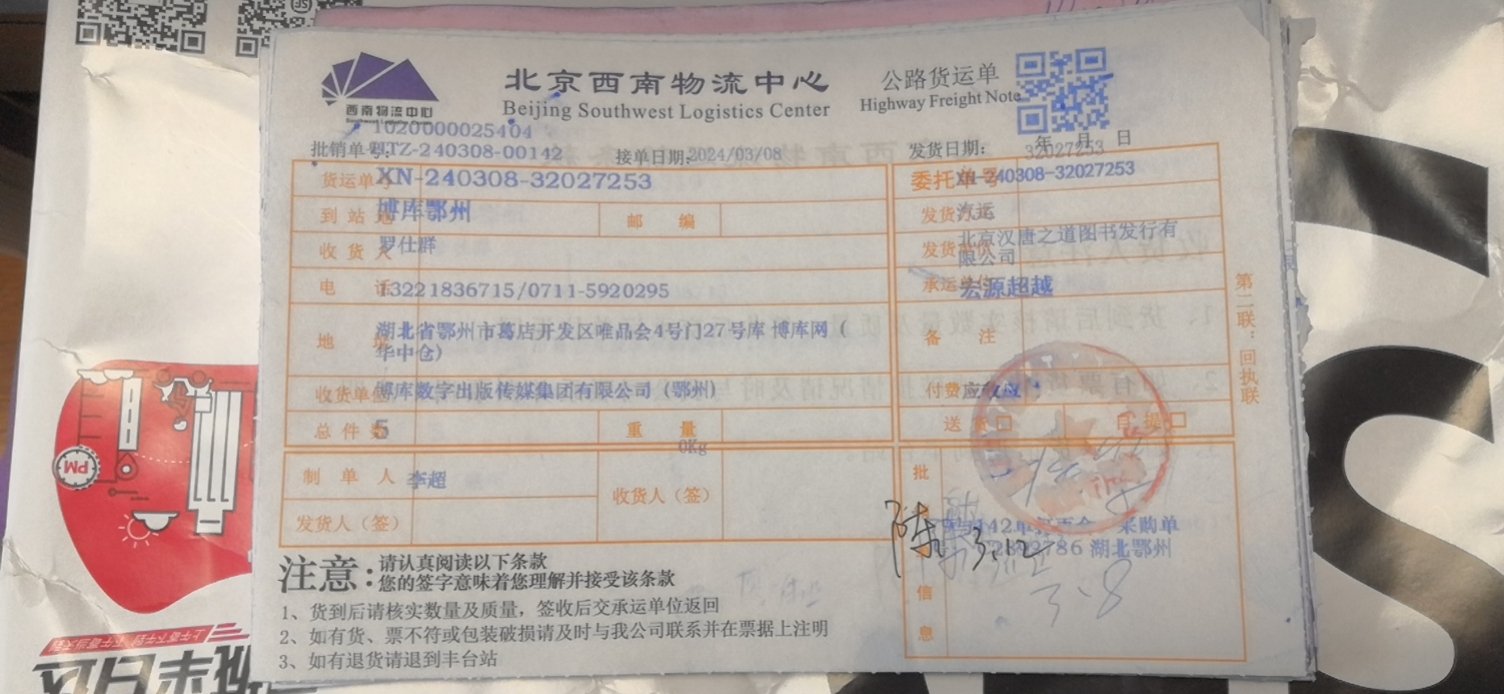 西南物流中心
北京西南物流中心
Beijing Southwest Logistics Center
公路货运单
Highway Freight Note
1020000025404
批销单号: TZ-240308-00142
接单日期: 2024/03/08
发货日期: 年 月 日
32027253
货运单号 XN-240308-32027253
委托单号 XN-240308-32027253
到站地 博库鄂州
邮 编
发货方式 汽运
收货人 罗仕群
发货单位 北京汉唐之道图书发行有
限公司
电 话 13221836715/0711-5920295
承运单位 宏源超越
地 址 湖北省鄂州市葛店开发区唯品会4号门27号库 博库网(
华中仓)
备 注
收货单位 博库数字出版传媒集团有限公司 (鄂州)
付费 应收应
总件数 5
重 量
0Kg
送货 自提
第二联:回执联
制 单 人 李超
收货人(签)
发货人(签)
批
信
息
采购单
786 湖北鄂州
3.12
3.8
注意:
请认真阅读以下条款
您的签字意味着您理解并接受该条款
1、货到后请核实数量及质量,签收后交承运单位返回
2、如有货、票不符或包装破损请及时与我公司联系并在票据上注明
3、如有退货请退到丰台站
PM